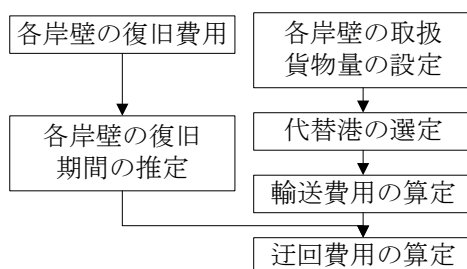 各岸壁の復旧費用
各岸壁の復旧
期間の推定
各岸壁の取扱
貨物量の設定
代替港の選定
輸送費用の算定
迂回費用の算定